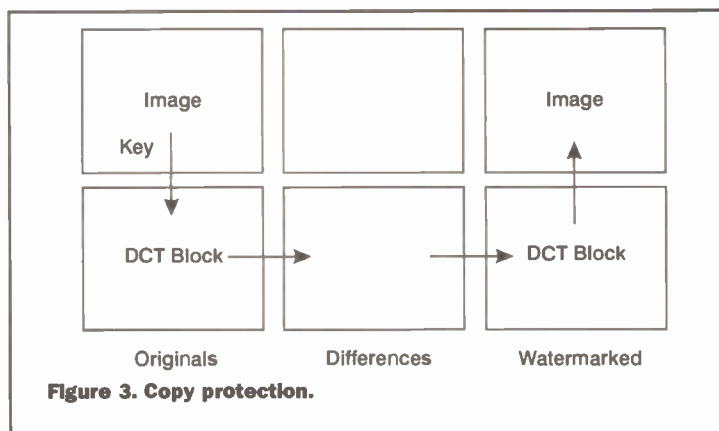 Image Image
Key
DCT Block DCT Block
Originals Differences Watermarked
Figure 3. Copy protection.